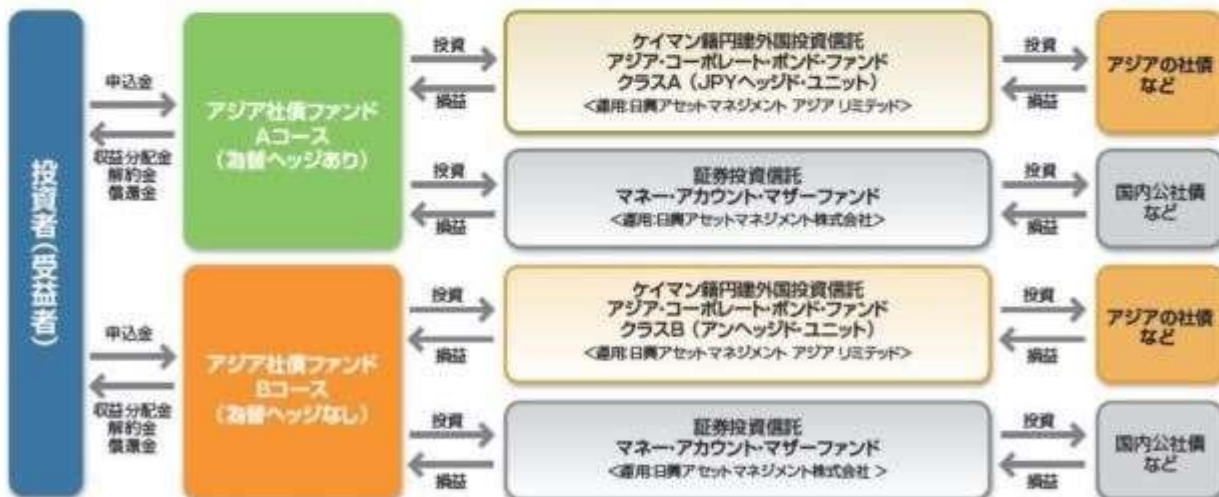 投資者(受益者)
申込金
収益分配金
解約金
償還金
アジア社債ファンド
Aコース
(為替ヘッジあり)
投資
損益
ケイマン籍円建外国投資信託
アジア・コーポレート・ボンド・ファンド
クラスA(JPYヘッジド・ユニット)
<運用:日興アセットマネジメント アジア リミテッド>
投資
損益
アジアの社債
など
投資
損益
証券投資信託
マネー・アカウント・マザーファンド
<運用:日興アセットマネジメント株式会社>
投資
損益
国内公社債
など
申込金
収益分配金
解約金
償還金
アジア社債ファンド
Bコース
(為替ヘッジなし)
投資
損益
ケイマン籍円建外国投資信託
アジア・コーポレート・ボンド・ファンド
クラスB(アンヘッジド・ユニット)
<運用:日興アセットマネジメント アジア リミテッド>
投資
損益
アジアの社債
など
投資
損益
証券投資信託
マネー・アカウント・マザーファンド
<運用:日興アセットマネジメント株式会社 >
投資
損益
国内公社債
など